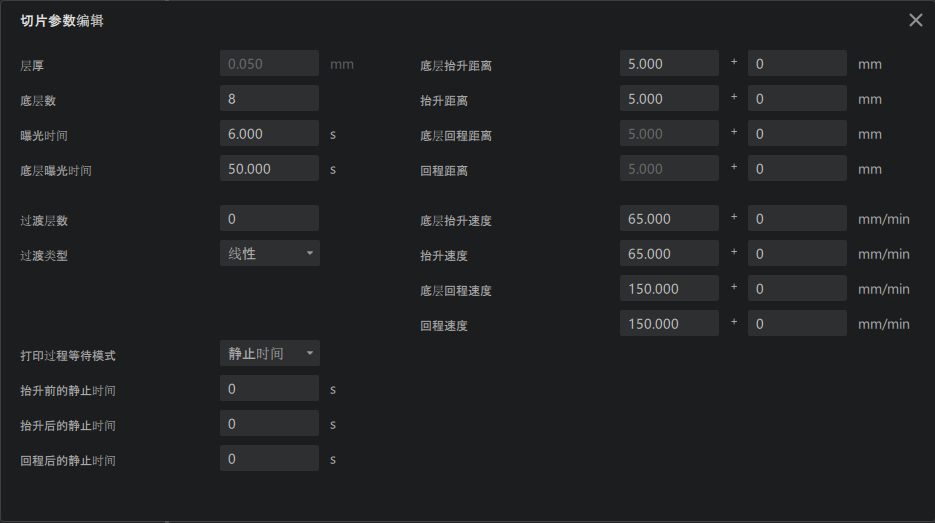 切片参数编辑
层厚 0.050 mm 底层抬升距离 5.000 + 0 mm
底层数 8 抬升距离 5.000 + 0 mm
曝光时间 6.000 s 底层回程距离 5.000 + 0 mm
底层曝光时间 50.000 s 回程距离 5.000 + 0 mm
过渡层数 0 底层抬升速度 65.000 + 0 mm/min
过渡类型 线性 抬升速度 65.000 + 0 mm/min
底层回程速度 150.000 + 0 mm/min
回程速度 150.000 + 0 mm/min
打印过程等待模式 静止时间
抬升前的静止时间 0 s
抬升后的静止时间 0 s
回程后的静止时间 0 s